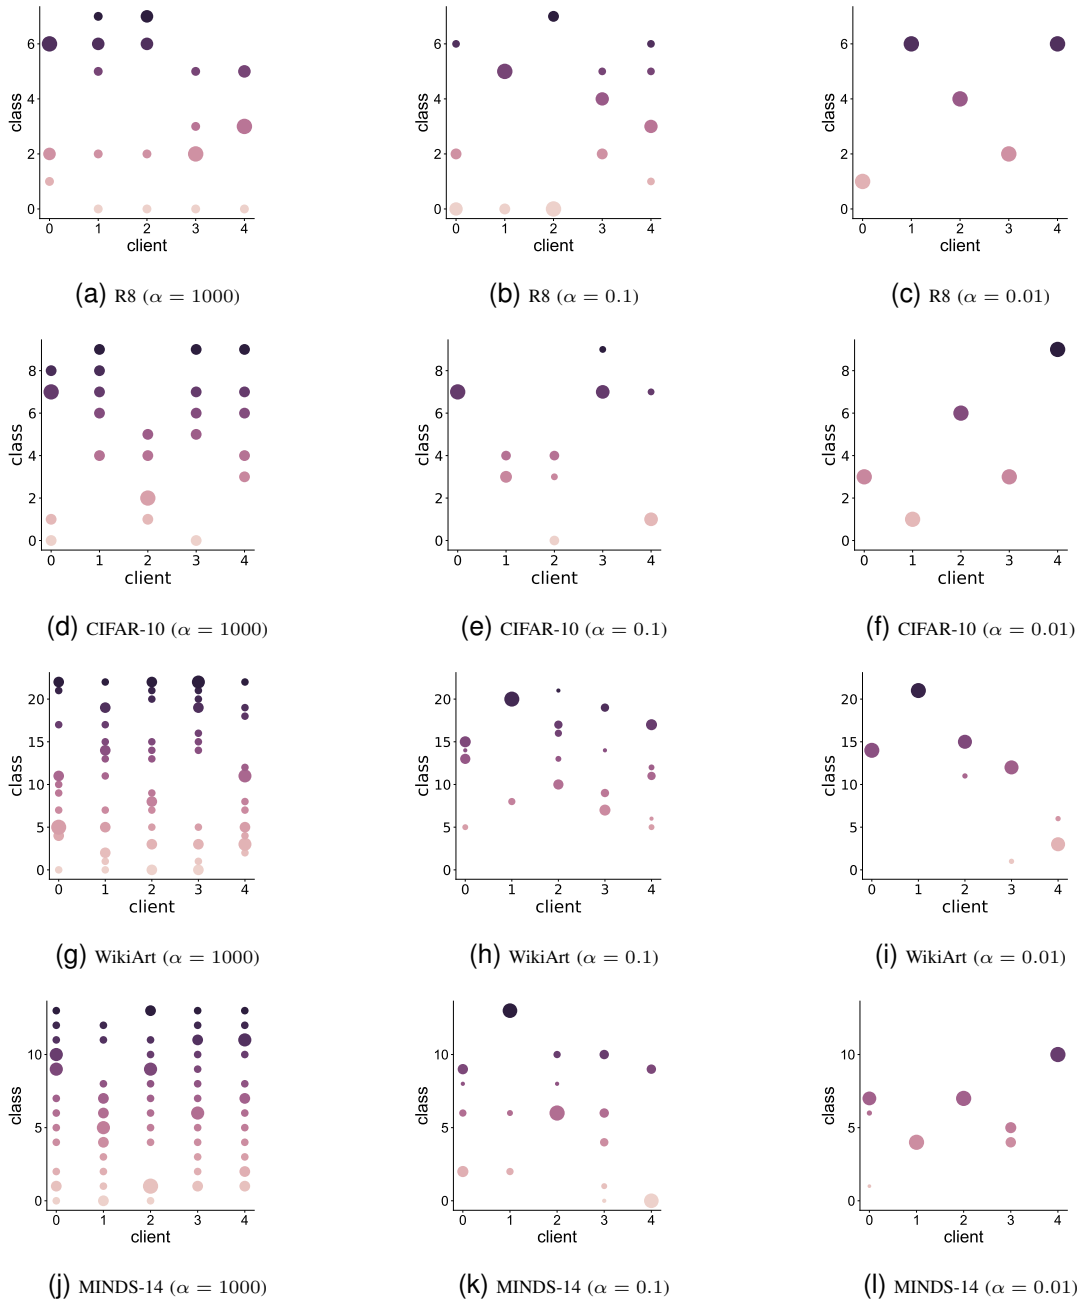 class
6
4
2
0
0 1 2 3 4
client
(a) R8 (α = 1000)
class
6
4
2
0
0 1 2 3 4
client
(b) R8 (α = 0.1)
class
6
4
2
0
0 1 2 3 4
client
(c) R8 (α = 0.01)
class
8
6
4
2
0
0 1 2 3 4
client
(d) CIFAR-10 (α = 1000)
class
8
6
4
2
0
0 1 2 3 4
client
(e) CIFAR-10 (α = 0.1)
class
8
6
4
2
0
0 1 2 3 4
client
(f) CIFAR-10 (α = 0.01)
class
20
15
10
5
0
0 1 2 3 4
client
(g) WikiArt (α = 1000)
class
20
15
10
5
0
0 1 2 3 4
client
(h) WikiArt (α = 0.1)
class
20
15
10
5
0
0 1 2 3 4
client
(i) WikiArt (α = 0.01)
class
10
5
0
0 1 2 3 4
client
(j) MINDS-14 (α = 1000)
class
10
5
0
0 1 2 3 4
client
(k) MINDS-14 (α = 0.1)
class
10
5
0
0 1 2 3 4
client
(l) MINDS-14 (α = 0.01)